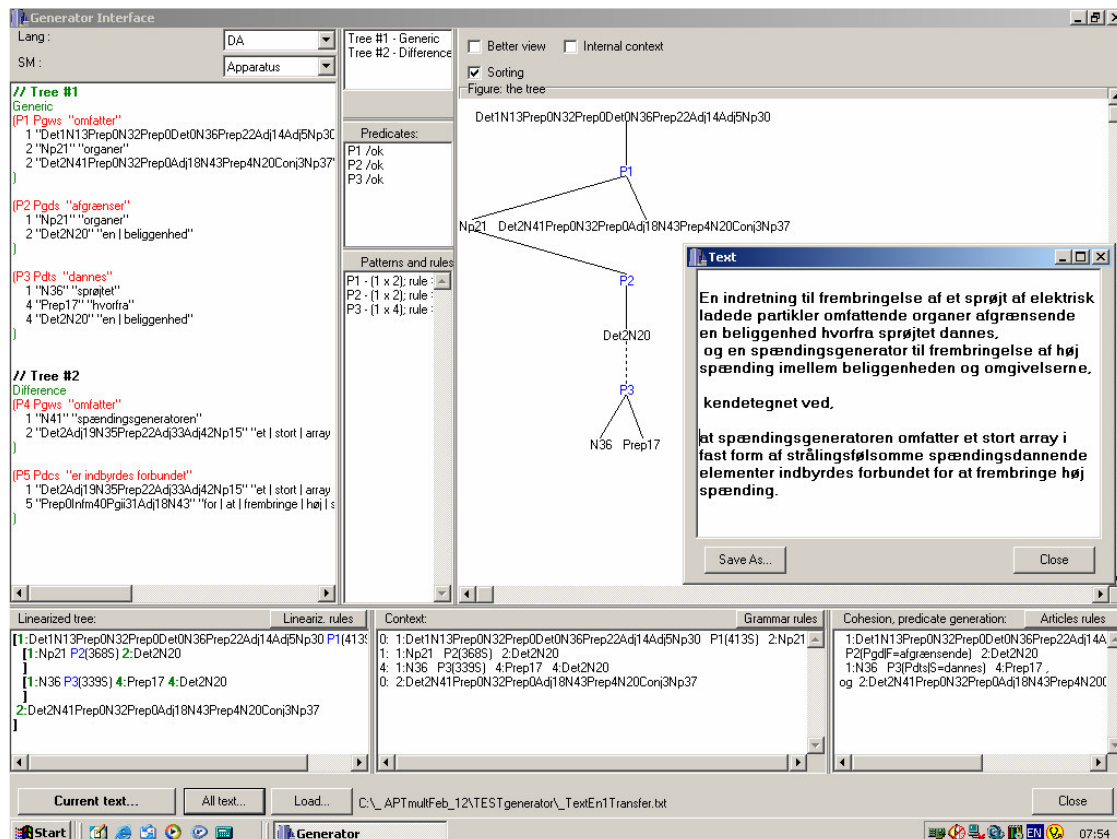 Generator Interface
Lang :
DA
SM :
Apparatus
// Tree #1
Generic
(P1 Pgws "omfatter"
1 "Det1N13Prep0N32Prep0Det0N36Prep22Adj14Adj5Np30
2 "Np21" "organer"
2 "Det2N41Prep0N32Prep0Adj18N43Prep4N20Conj3Np37"
)
(P2 Pgds "afgrænser"
1 "Np21" "organer"
2 "Det2N20" "en | beliggenhed"
)
(P3 Pdts "dannes"
1 "N36" "sprøjtet"
4 "Prep17" "hvorfra"
4 "Det2N20" "en | beliggenhed"
)
// Tree #2
Difference
(P4 Pgws "omfatter"
1 "N41" "spændingsgeneratoren"
2 "Det2Adj19N35Prep22Adj33Adj42Np15" "et | stort | array
)
(P5 Pdcs "er indbyrdes forbundet"
1 "Det2Adj19N35Prep22Adj33Adj42Np15" "et | stort | array
5 "Prep0Infm40Pgii31Adj18N43" "for | at | frembringe | høj | s
)
Tree #1 - Generic
Tree #2 - Difference
Predicates:
P1 /ok
P2 /ok
P3 /ok
Patterns and rules
P1 - (1 x 2); rule :
P2 - (1 x 2); rule :
P3 - (1 x 4); rule :
Better view Internal context
Sorting
Figure: the tree
Det1N13Prep0N32Prep0Det0N36Prep22Adj14Adj5Np30
P1
Np21 Det2N41Prep0N32Prep0Adj18N43Prep4N20Conj3Np37
P2
Det2N20
P3
N36 Prep17
Text
En indretning til frembringelse af et sprøjt af elektrisk
ladede partikler omfattende organer afgrænsende
en beliggenhed hvorfra sprøjtet dannes,
og en spændingsgenerator til frembringelse af høj
spænding imellem beliggenheden og omgivelserne,
kendetegnet ved,
at spændingsgeneratoren omfatter et stort array i
fast form af strålingsfølsomme spændingsdannende
elementer indbyrdes forbundet for at frembringe høj
spænding.
Save As... Close
Linearized tree: Lineariz. rules
[1:Det1N13Prep0N32Prep0Det0N36Prep22Adj14Adj5Np30 P1(413S
[1:Np21 P2(368S) 2:Det2N20
]
[1:N36 P3(339S) 4:Prep17 4:Det2N20
]
2:Det2N41Prep0N32Prep0Adj18N43Prep4N20Conj3Np37
]
Context: Grammar rules
0: 1:Det1N13Prep0N32Prep0Det0N36Prep22Adj14Adj5Np30 P1(413S) 2:Np21
1: 1:Np21 P2(368S) 2:Det2N20
4: 1:N36 P3(339S) 4:Prep17 4:Det2N20
0: 2:Det2N41Prep0N32Prep0Adj18N43Prep4N20Conj3Np37
Cohesion, predicate generation: Articles rules
1:Det1N13Prep0N32Prep0Det0N36Prep22Adj14A
P2(Pgd|F=afgrænsende) 2:Det2N20
1:N36 P3(Pdts|S=dannes) 4:Prep17 ,
og 2:Det2N41Prep0N32Prep0Adj18N43Prep4N20C
Current text... All text... Load... C:\_APTmultFeb_12\TESTgenerator\_TextEn1Transfer.txt Close
Start Generator EN 07:54